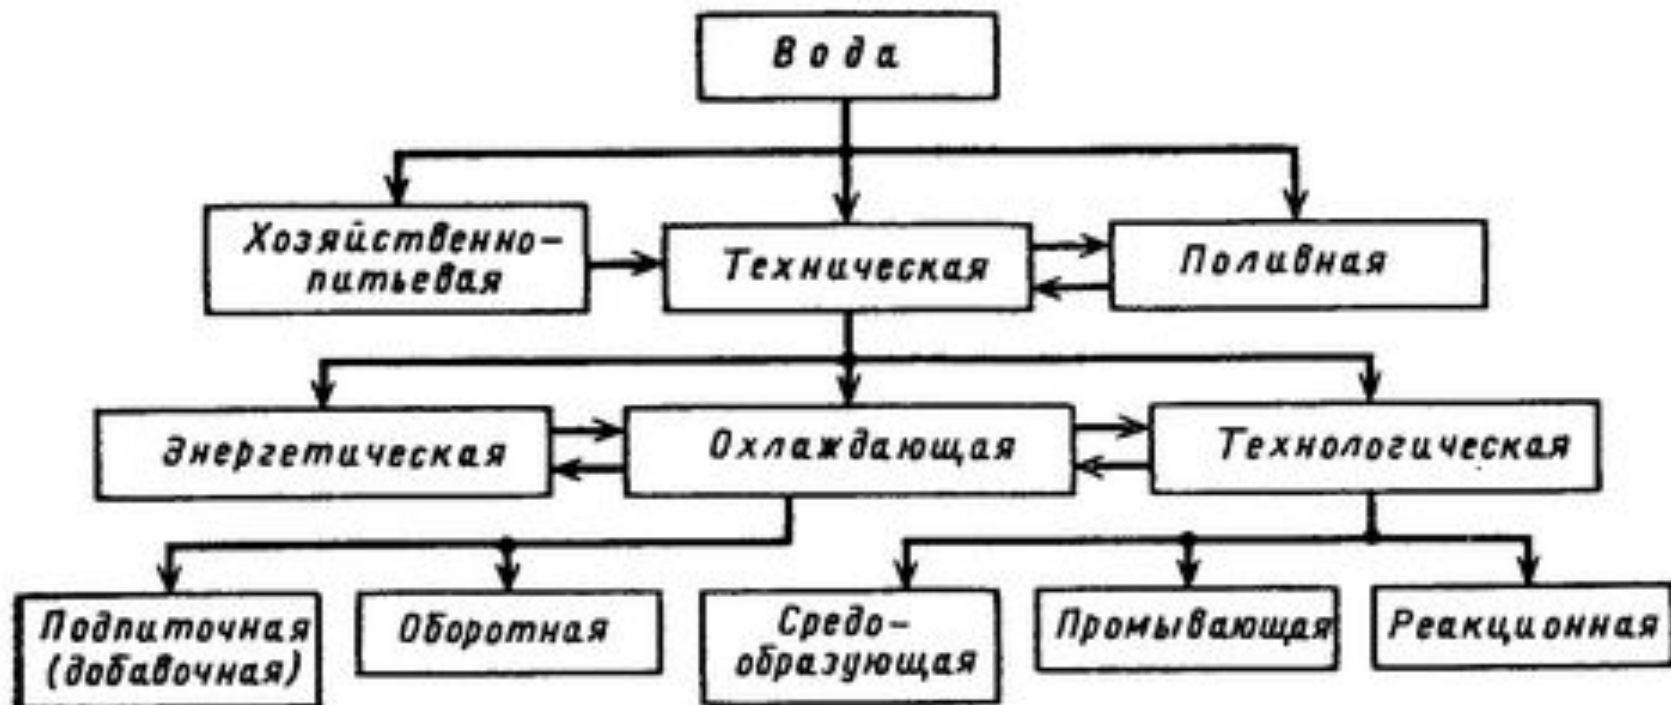 Вода
Хозяйственно-
питьевая
Техническая
Поливная
Энергетическая
Охлаждающая
Технологическая
Подпиточная
(добавочная)
Оборотная
Средо-
образующая
Промывающая
Реакционная